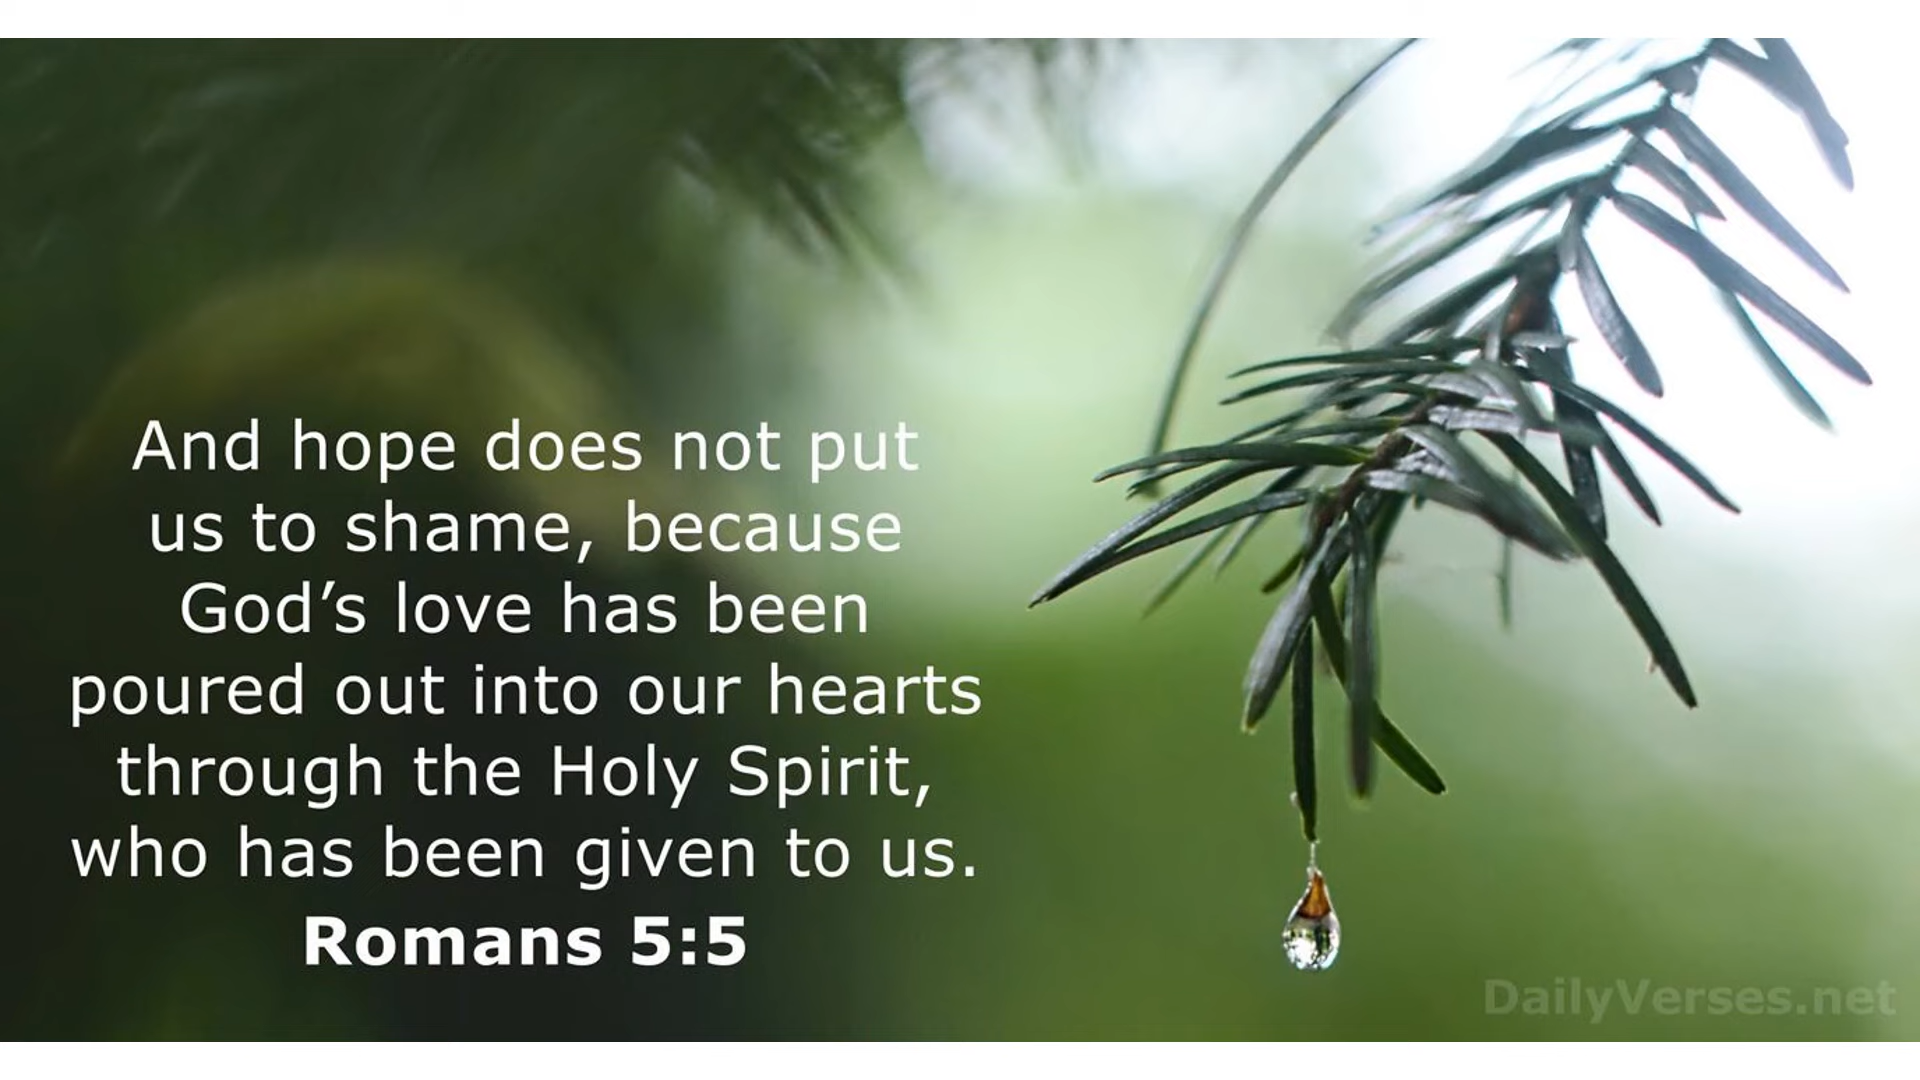 And hope does not put
us to shame, because
God’s love has been
poured out into our hearts
through the Holy Spirit,
who has been given to us.
Romans 5:5
DailyVerses.net